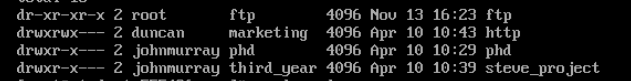 dr-xr-xr-x 2 root ftp 4096 Nov 13 16:23 ftp
drwxrwx--- 2 duncan marketing 4096 Apr 10 10:43 http
drwxr-x--- 2 johnmurray phd 4096 Apr 10 10:29 phd
drwxr-x--- 2 johnmurray third_year 4096 Apr 10 10:39 steve_project